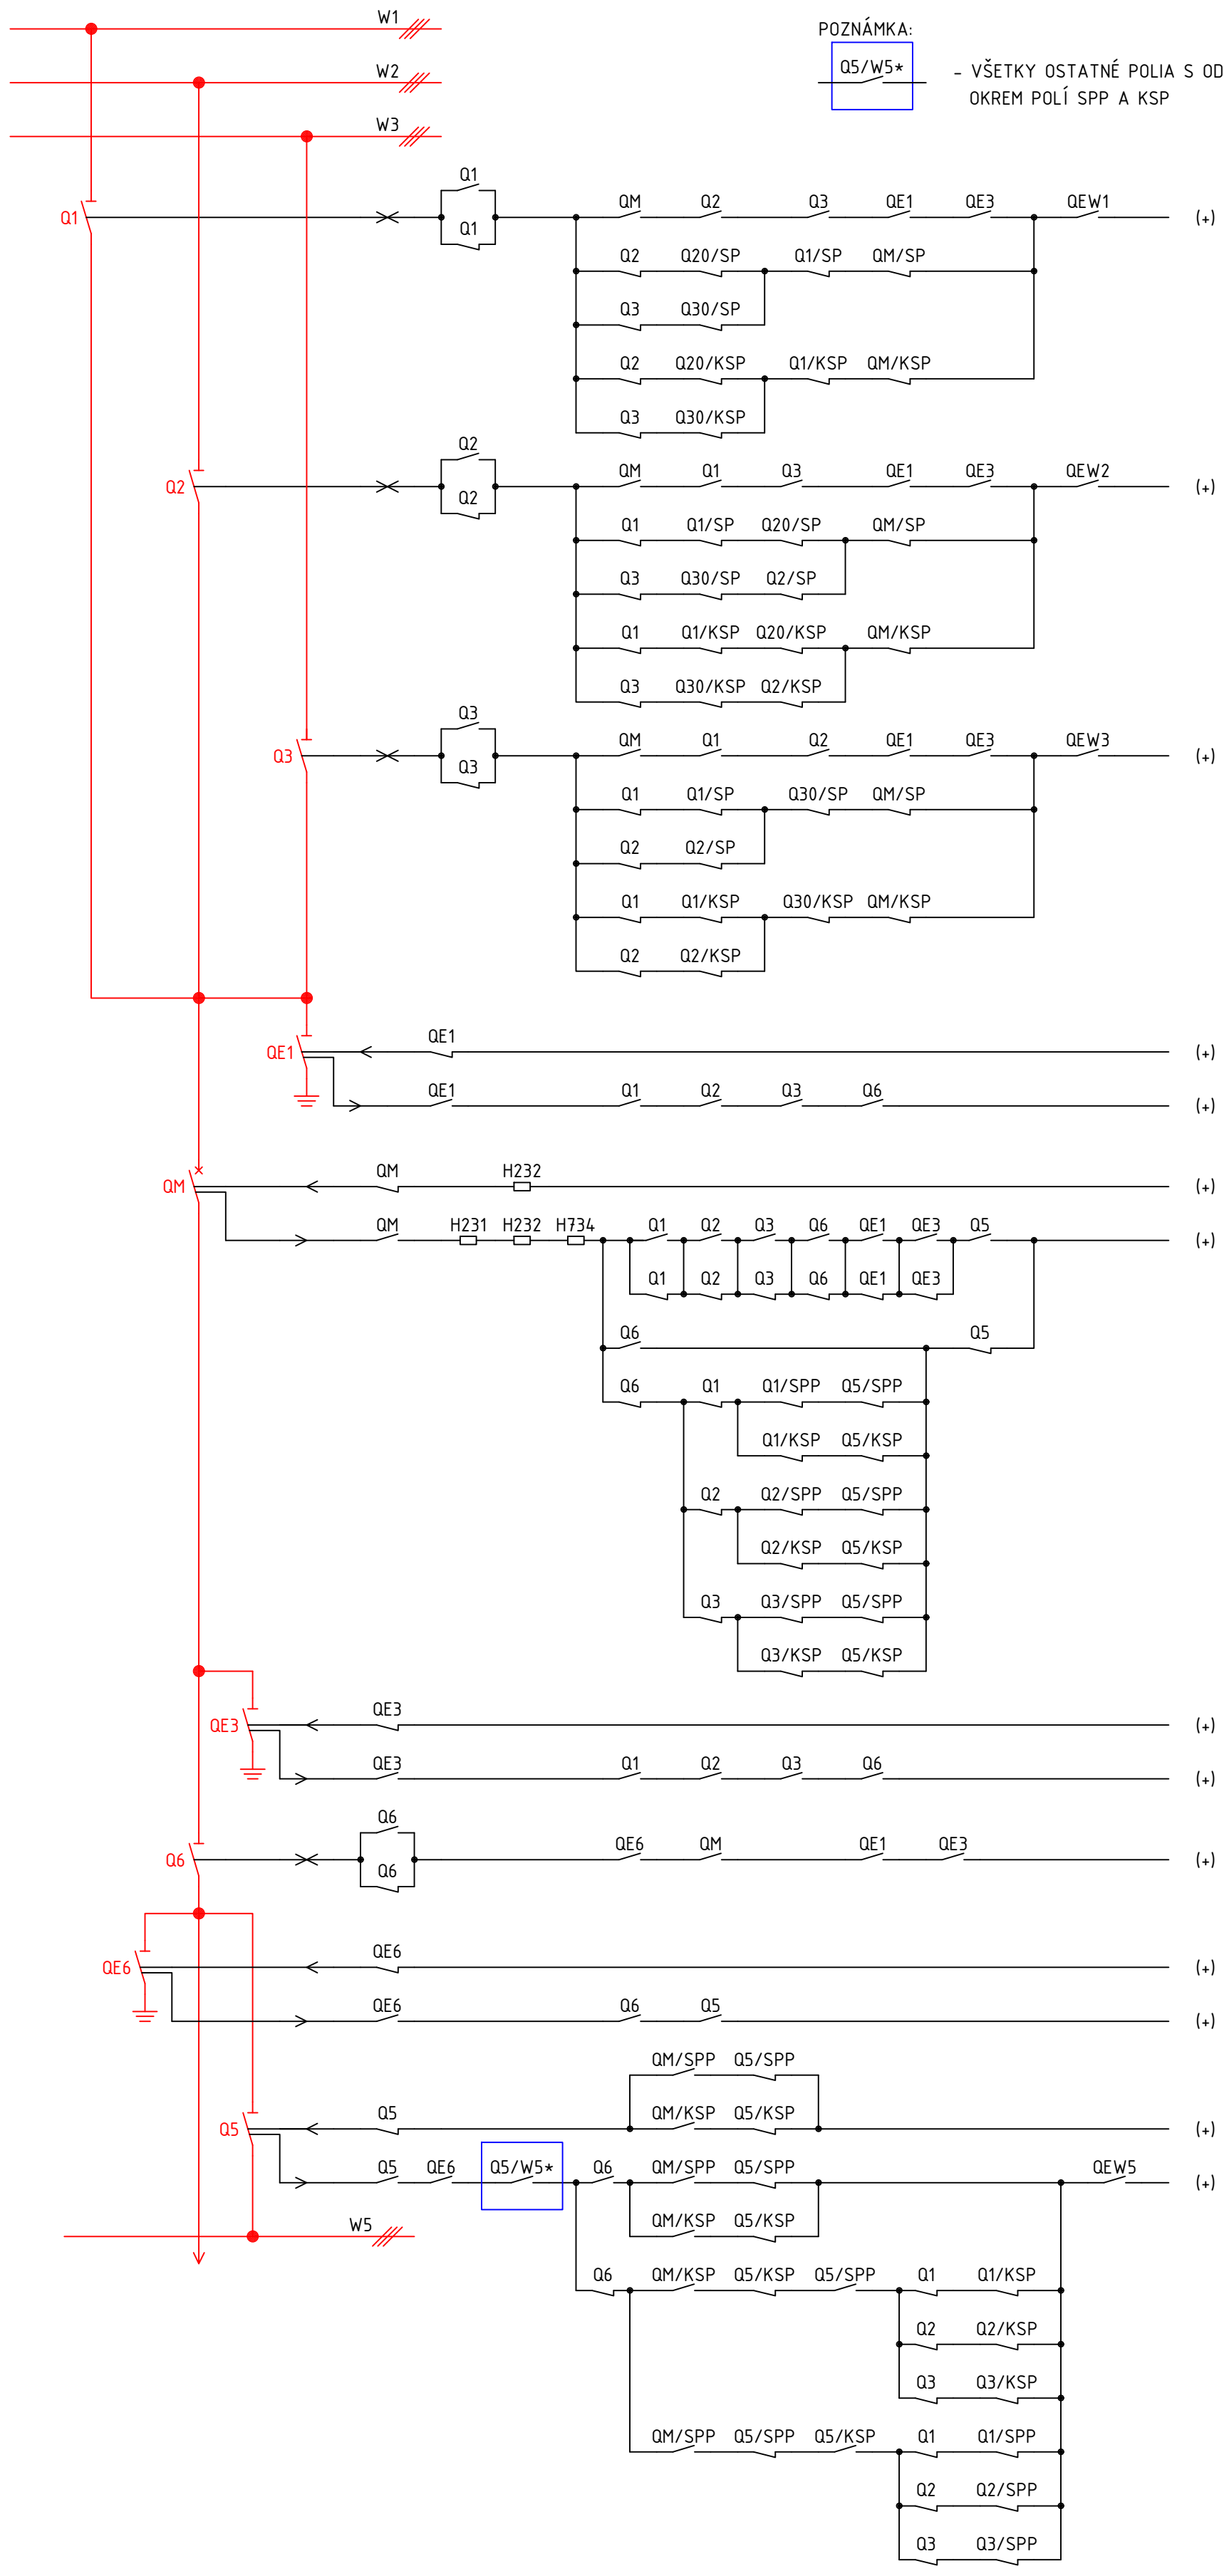 W1
POZNÁMKA:
W2
Q5/W5* - VŠETKY OSTATNÉ POLIA S OD
OKREM POLÍ SPP A KSP
W3
Q1
Q1 QM Q2 Q3 QE1 QE3 QEW1 (+)
Q1
Q2 Q20/SP Q1/SP QM/SP
Q3 Q30/SP
Q2 Q20/KSP Q1/KSP QM/KSP
Q3 Q30/KSP
Q2
Q2 QM Q1 Q3 QE1 QE3 QEW2 (+)
Q2
Q1 Q1/SP Q20/SP QM/SP
Q3 Q30/SP Q2/SP
Q1 Q1/KSP Q20/KSP QM/KSP
Q3 Q30/KSP Q2/KSP
Q3
Q3 QM Q1 Q2 QE1 QE3 QEW3 (+)
Q3
Q1 Q1/SP Q30/SP QM/SP
Q2 Q2/SP
Q1 Q1/KSP Q30/KSP QM/KSP
Q2 Q2/KSP
QE1 QE1 (+)
QE1 Q1 Q2 Q3 Q6 (+)
QM QM H232 (+)
QM H231 H232 H734 Q1 Q2 Q3 Q6 QE1 QE3 Q5 (+)
Q1 Q2 Q3 Q6 QE1 QE3
Q6 Q5
Q6 Q1 Q1/SPP Q5/SPP
Q1/KSP Q5/KSP
Q2 Q2/SPP Q5/SPP
Q2/KSP Q5/KSP
Q3 Q3/SPP Q5/SPP
Q3/KSP Q5/KSP
QE3 QE3 (+)
QE3 Q1 Q2 Q3 Q6 (+)
Q6
Q6 QE6 QM QE1 QE3 (+)
Q6
QE6 QE6 (+)
QE6 Q6 Q5 (+)
QM/SPP Q5/SPP
Q5 Q5 QM/KSP Q5/KSP (+)
Q5 QE6 Q5/W5* Q6 QM/SPP Q5/SPP QEW5 (+)
W5 QM/KSP Q5/KSP
Q6 QM/KSP Q5/KSP Q5/SPP Q1 Q1/KSP
Q2 Q2/KSP
Q3 Q3/KSP
QM/SPP Q5/SPP Q5/KSP Q1 Q1/SPP
Q2 Q2/SPP
Q3 Q3/SPP